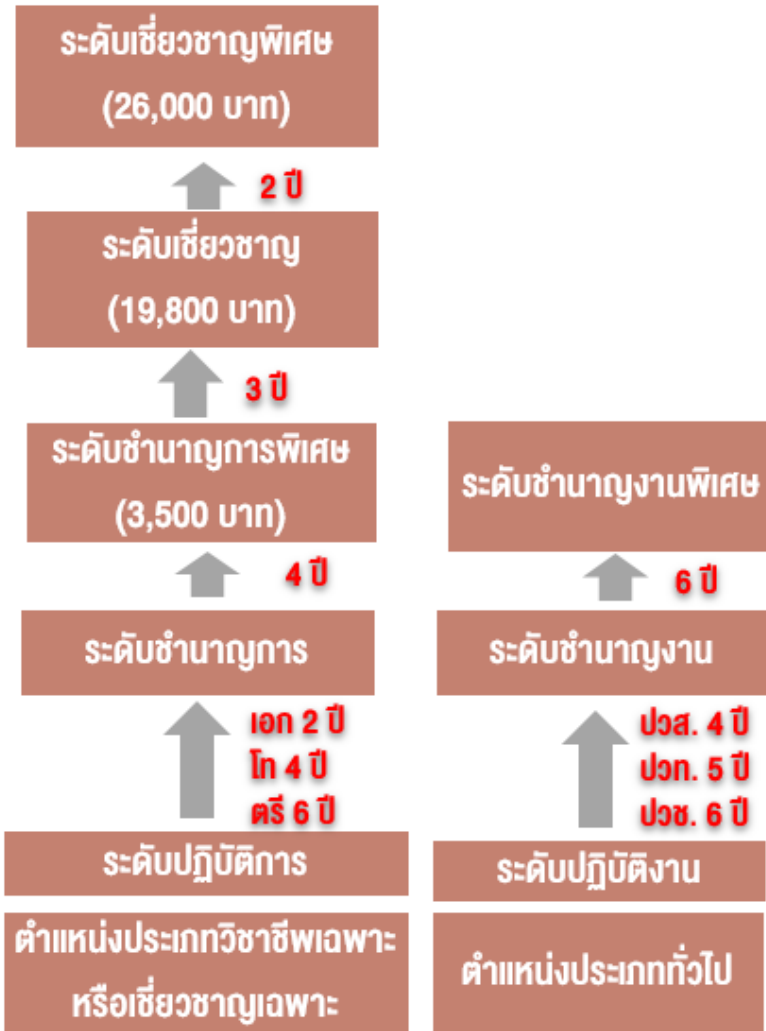 ระดับเชี่ยวชาญพิเศษ
(26,000 บาท)
2 ปี
ระดับเชี่ยวชาญ
(19,800 บาท)
3 ปี
ระดับชำนาญการพิเศษ
(3,500 บาท)
4 ปี
ระดับชำนาญการ
เอก 2 ปี
โท 4 ปี
ตรี 6 ปี
ระดับปฏิบัติการ
ตำแหน่งประเภทวิชาชีพเฉพาะ
หรือเชี่ยวชาญเฉพาะ
ระดับชำนาญงานพิเศษ
6 ปี
ระดับชำนาญงาน
ปวส. 4 ปี
ปวท. 5 ปี
ปวช. 6 ปี
ระดับปฏิบัติงาน
ตำแหน่งประเภททั่วไป